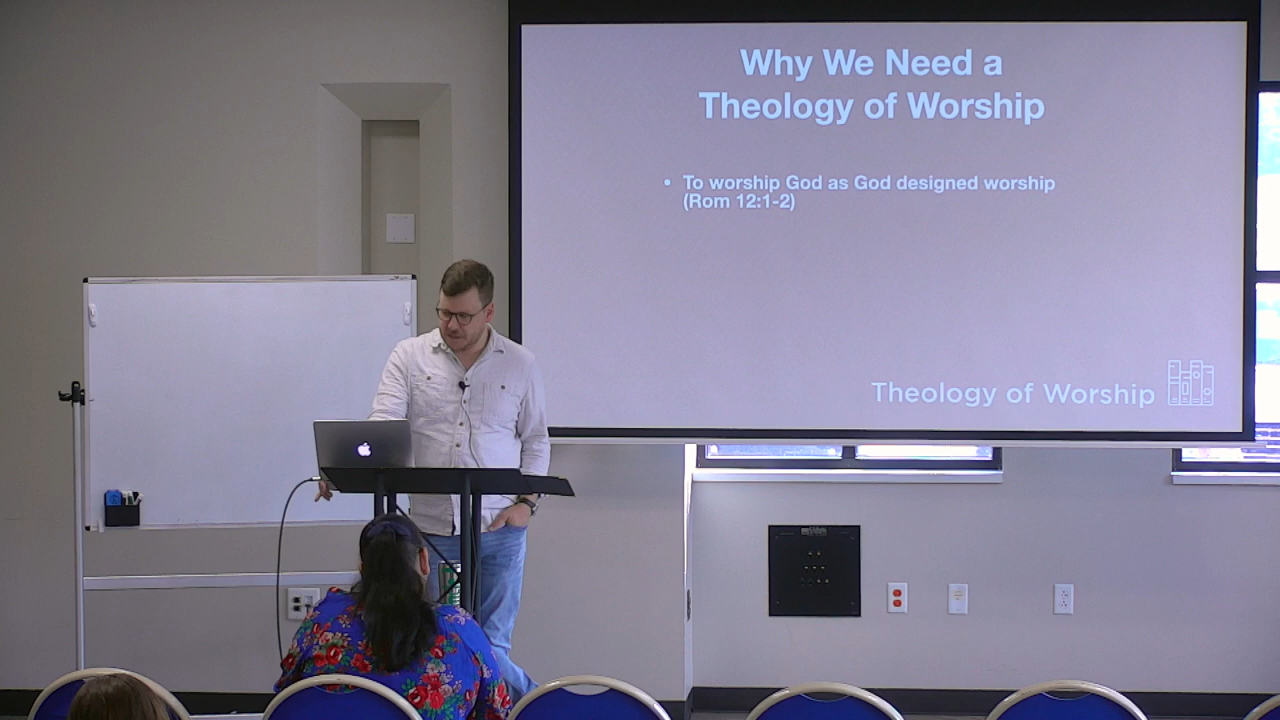 Why We Need a
Theology of Worship
• To worship God as God designed worship
(Rom 12:1-2)
Theology of Worship